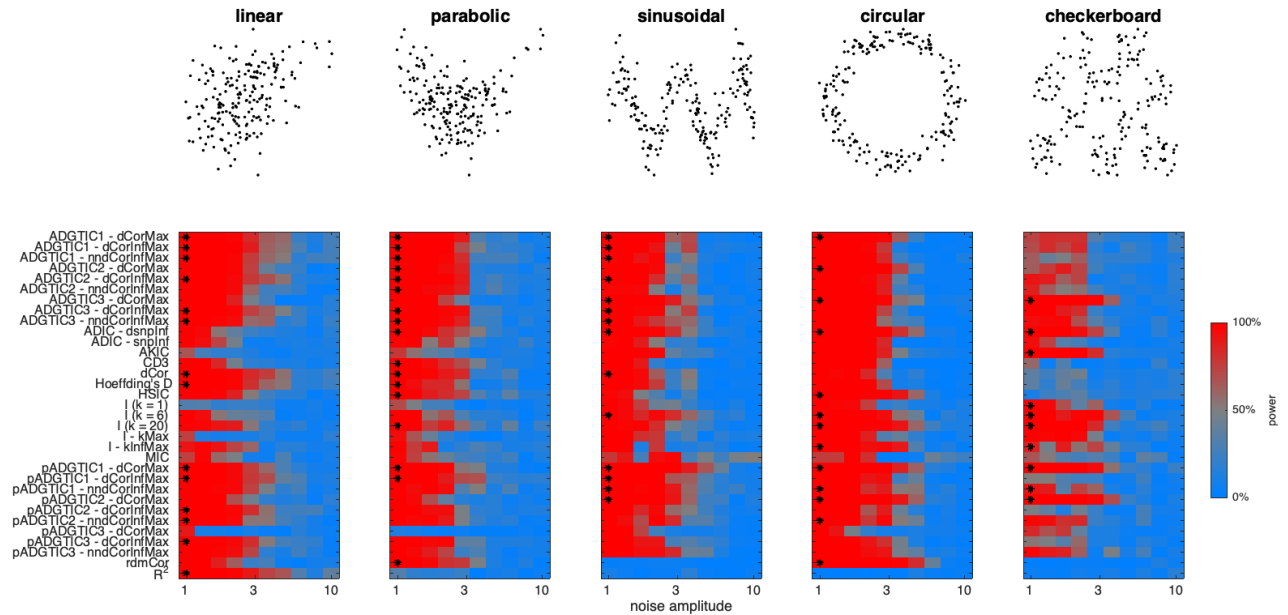 linear
parabolic
sinusoidal
circular
checkerboard
ADGTIC1 - dCorMax
ADGTIC1 - dCorInfMax
ADGTIC1 - nndCorInfMax
ADGTIC2 - dCorMax
ADGTIC2 - dCorInfMax
ADGTIC2 - nndCorInfMax
ADGTIC3 - dCorMax
ADGTIC3 - dCorInfMax
ADGTIC3 - nndCorInfMax
ADIC - dsnpInf
ADIC - snpInf
AKIC
CD3
dCor
Hoeffding's D
HSIC
I (k = 1)
I (k = 6)
I (k = 20)
I - kMax
I - kInfMax
MIC
pADGTIC1 - dCorMax
pADGTIC1 - dCorInfMax
pADGTIC1 - nndCorInfMax
pADGTIC2 - dCorMax
pADGTIC2 - dCorInfMax
pADGTIC2 - nndCorInfMax
pADGTIC3 - dCorMax
pADGTIC3 - dCorInfMax
pADGTIC3 - nndCorInfMax
rdmCor
R²
1 3 10
1 3 10
1 3 10
1 3 10
1 3 10
noise amplitude
100%
50%
0%
power